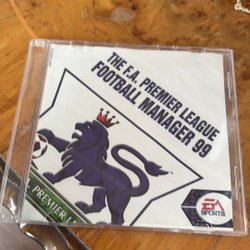 THE F.A. PREMIER LEAGUE
FOOTBALL MANAGER 99
PREMIER
EA
SPORTS